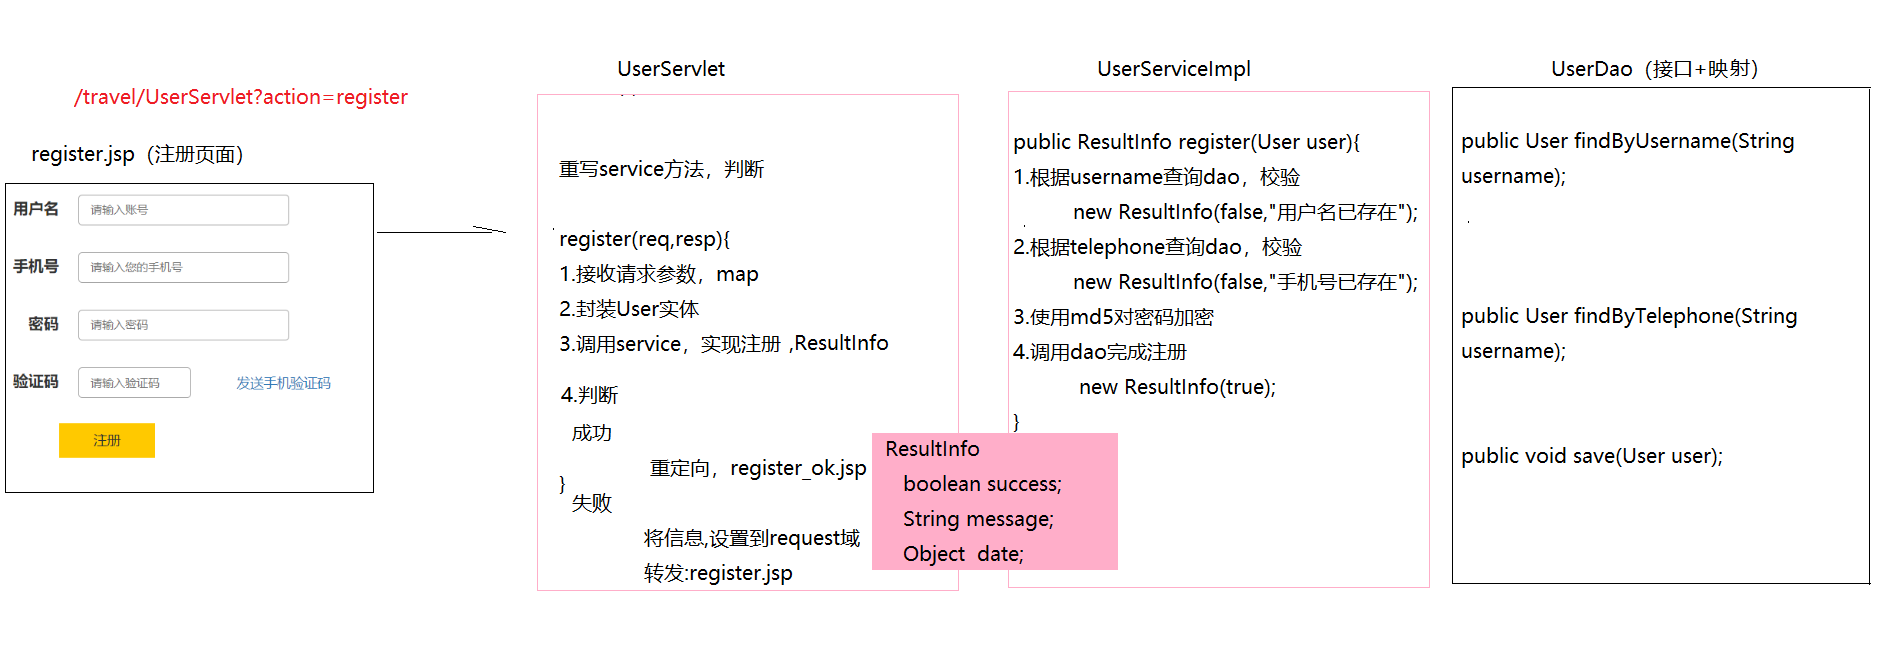 /travel/UserServlet?action=register
register.jsp（注册页面）
用户名
请输入账号
手机号
请输入您的手机号
密码
请输入密码
验证码
请输入验证码
发送手机验证码
注册
UserServlet
重写service方法，判断
register(req,resp){
1.接收请求参数，map
2.封装User实体
3.调用service，实现注册 ,ResultInfo
4.判断
成功
重定向，register_ok.jsp
}
失败
将信息,设置到request域
转发:register.jsp
UserServiceImpl
public ResultInfo register(User user){
1.根据username查询dao，校验
new ResultInfo(false,"用户名已存在");
2.根据telephone查询dao，校验
new ResultInfo(false,"手机号已存在");
3.使用md5对密码加密
4.调用dao完成注册
new ResultInfo(true);
}
ResultInfo
boolean success;
String message;
Object  date;
UserDao（接口+映射）
public User findByUsername(String
username);
public User findByTelephone(String
username);
public void save(User user);